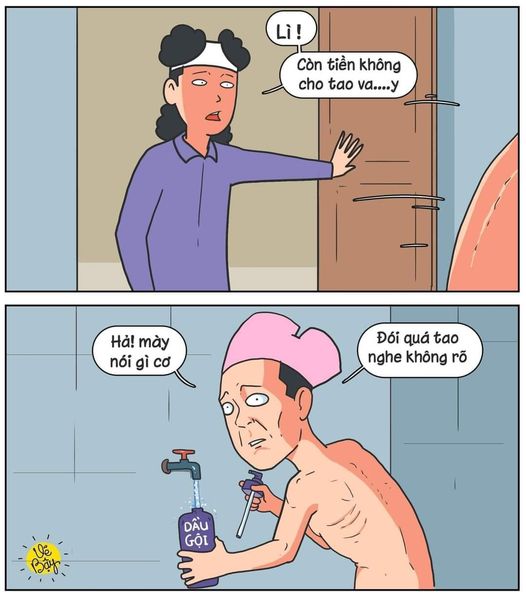 Lì !
Còn tiền không
cho tao va....y
Hả! mày
nói gì cơ
Đói quá tao
nghe không rõ
DẦU
GỘI
Vẽ
Bậy